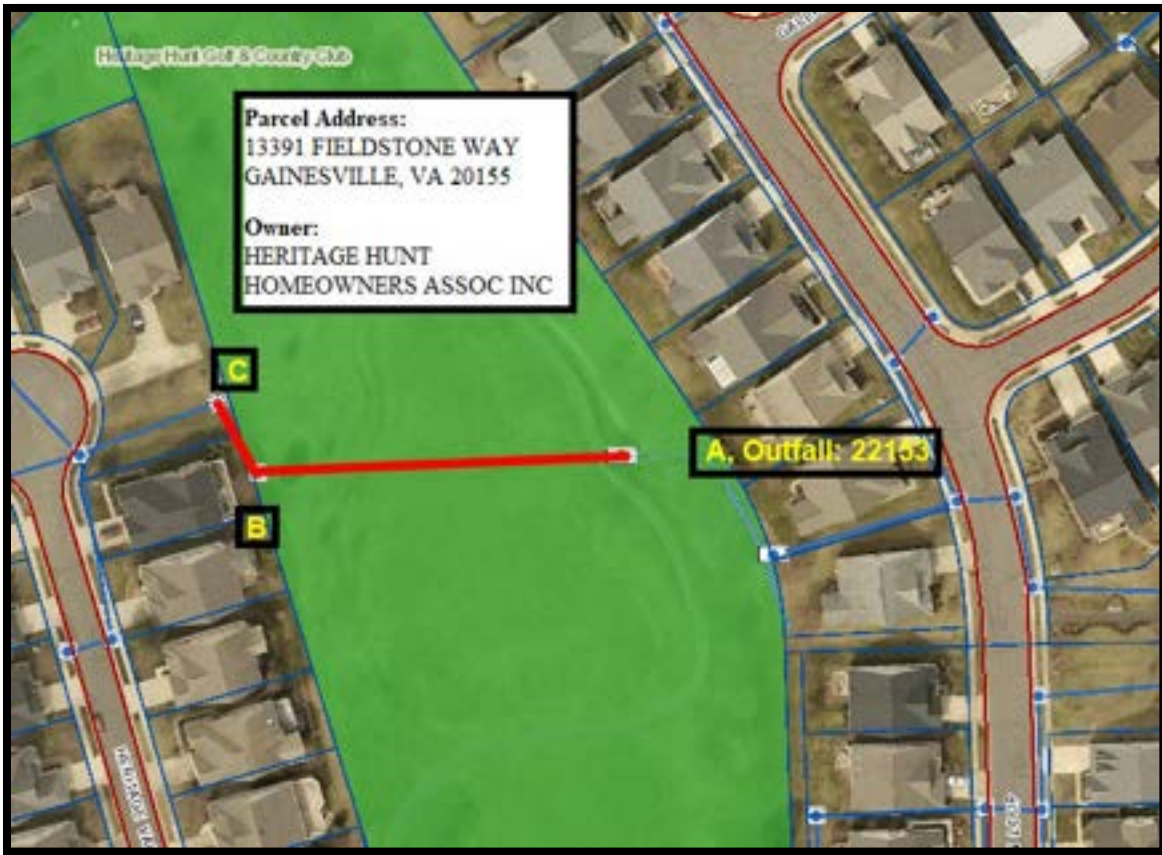 Heritage Hunt Golf & Country Club
Parcel Address:
13391 FIELDSTONE WAY
GAINESVILLE, VA 20155
Owner:
HERITAGE HUNT
HOMEOWNERS ASSOC INC
C
A, Outfall: 22153
B